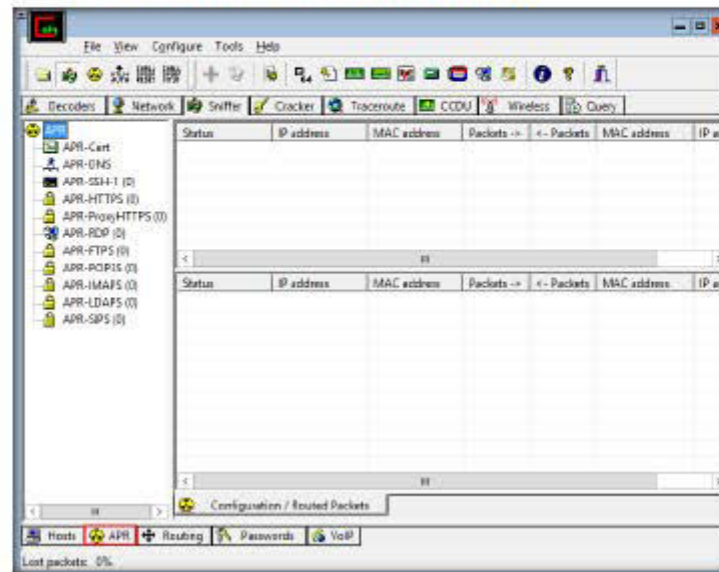 File View Configure Tools Help
Decoders Network Sniffer Cracker Traceroute CCDU Wireless Query
APR
APR-Cert
APR-DNS
APR-SSH-1 (0)
APR-HTTPS (0)
APR-ProxyHTTPS (0)
APR-RDP (0)
APR-FTPS (0)
APR-POP3S (0)
APR-IMAPS (0)
APR-LDAPS (0)
APR-SIPS (0)
Status IP address MAC address Packets -> <- Packets MAC address IP a
Status IP address MAC address Packets -> <- Packets MAC address IP a
Configuration / Routed Packets
Hosts APR Routing Passwords VoIP
Lost packets: 0%